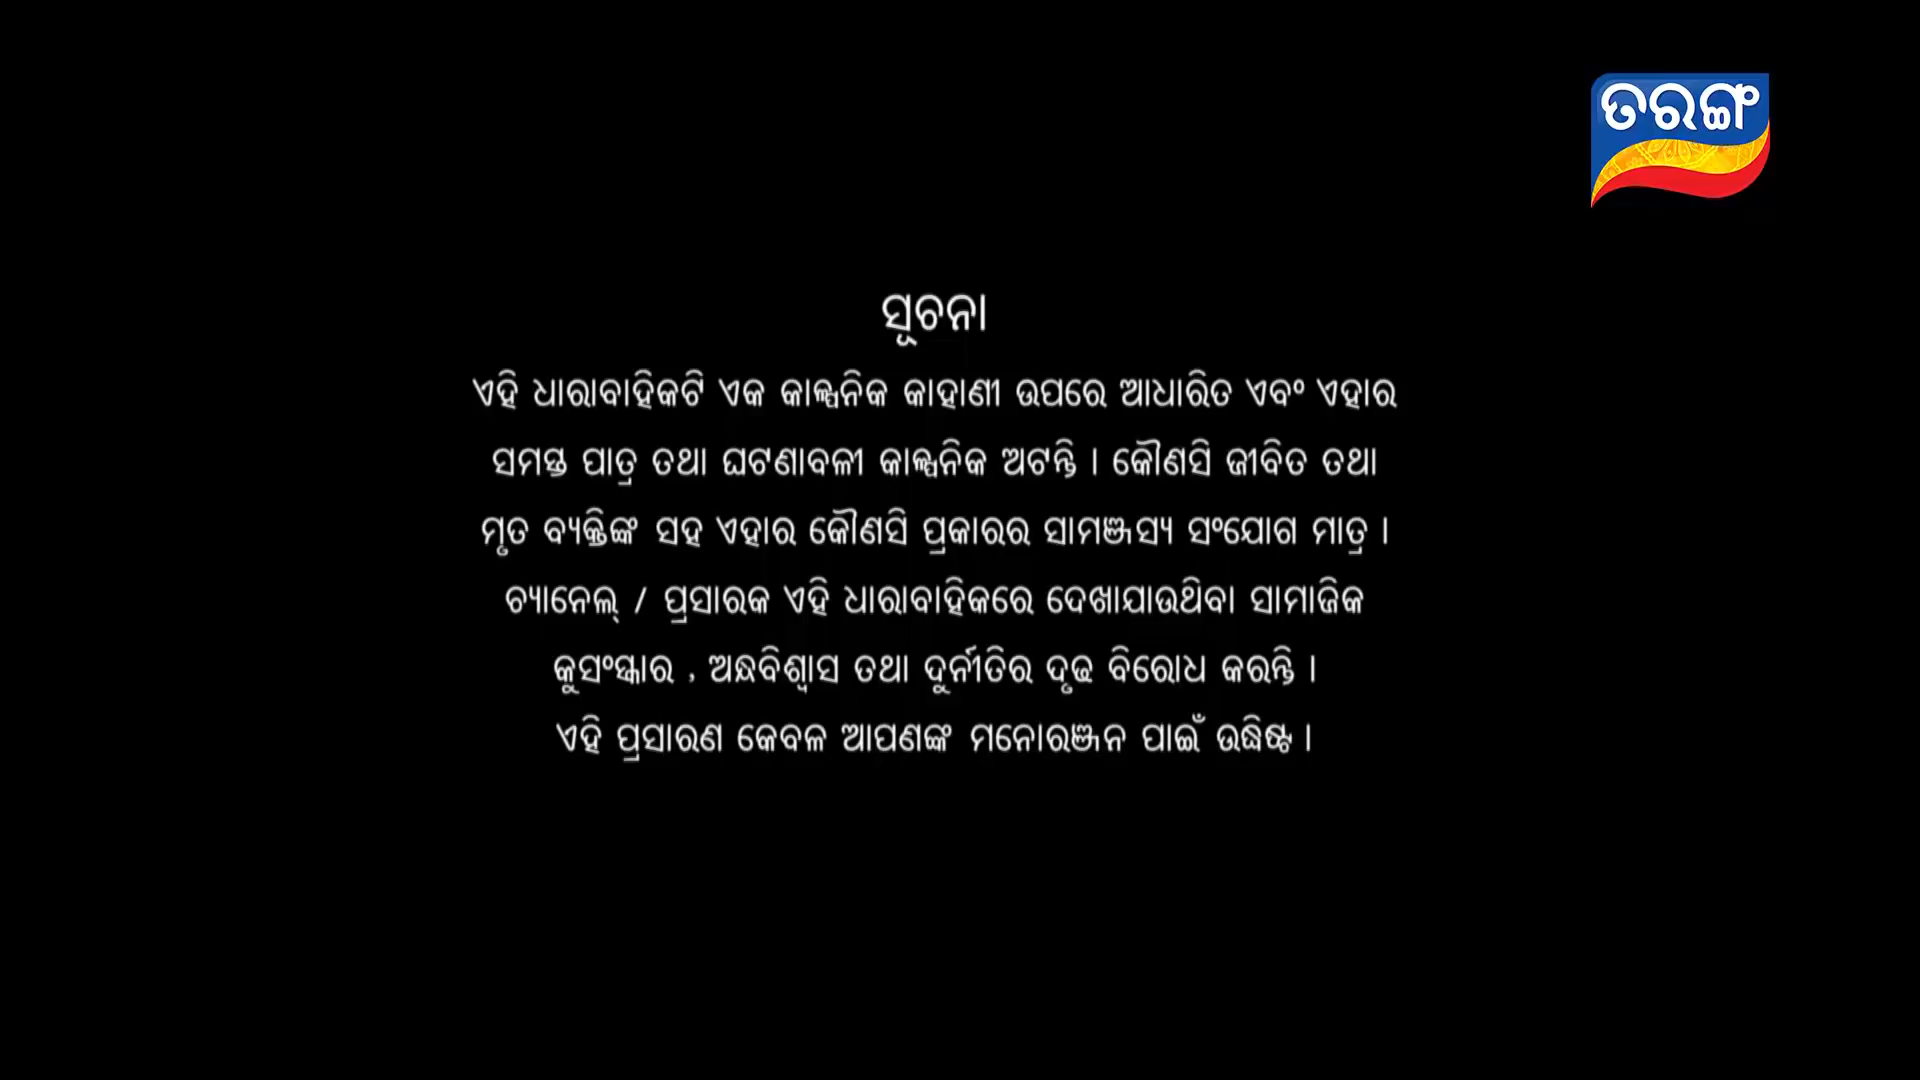 ତରଙ୍ଗ
ସୂଚନା
ଏହି ଧାରାବାହିକଟି ଏକ କାଳ୍ପନିକ କାହାଣୀ ଉପରେ ଆଧାରିତ ଏବଂ ଏହାର
ସମସ୍ତ ପାତ୍ର ତଥା ଘଟଣାବଳୀ କାଳ୍ପନିକ ଅଟନ୍ତି । କୌଣସି ଜୀବିତ ତଥା
ମୃତ ବ୍ୟକ୍ତିଙ୍କ ସହ ଏହାର କୌଣସି ପ୍ରକାରର ସାମଞ୍ଜସ୍ୟ ସଂଯୋଗ ମାତ୍ର ।
ଚ୍ୟାନେଲ୍ / ପ୍ରସାରକ ଏହି ଧାରାବାହିକରେ ଦେଖାଯାଉଥିବା ସାମାଜିକ
କୁସଂସ୍କାର , ଅନ୍ଧବିଶ୍ୱାସ ତଥା ଦୁର୍ନୀତିର ଦୃଢ ବିରୋଧ କରନ୍ତି ।
ଏହି ପ୍ରସାରଣ କେବଳ ଆପଣଙ୍କ ମନୋରଞ୍ଜନ ପାଇଁ ଉଦ୍ଧିଷ୍ଟ ।